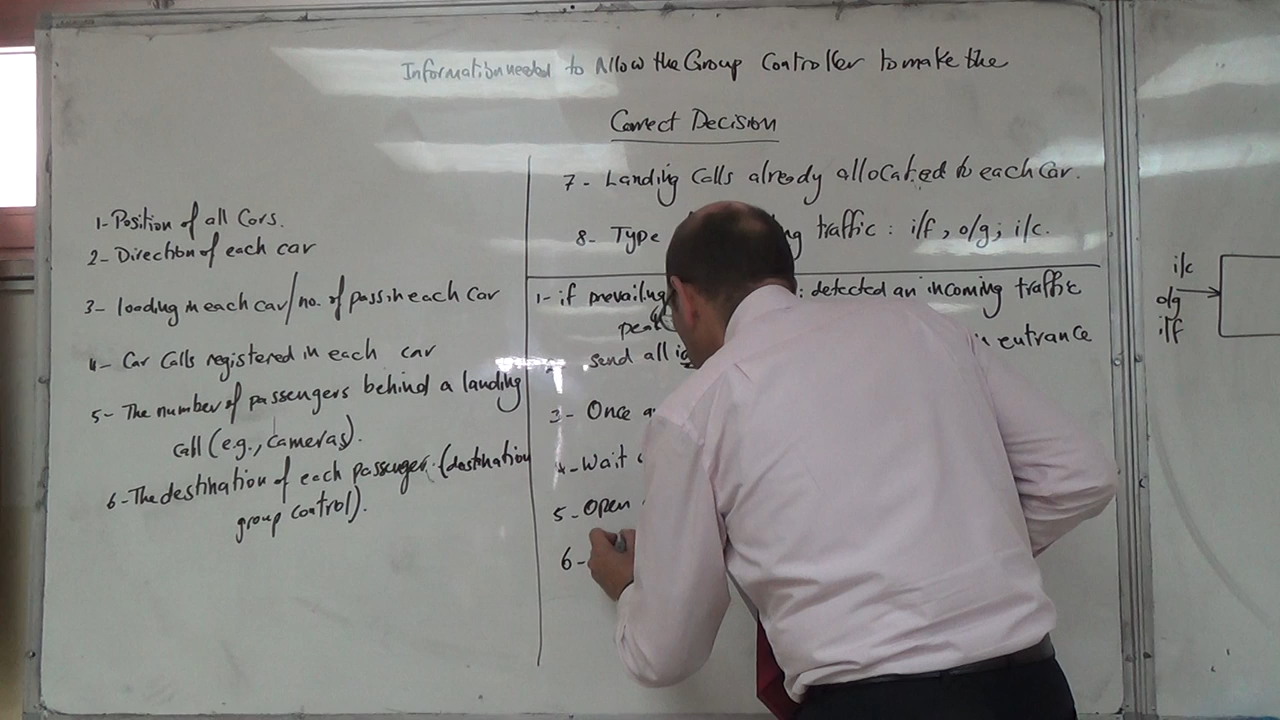 Information needed to Allow the Group Controller to make the
Correct Decision
1- Position of all Cars.
2- Direction of each car
3- loading in each car/no. of pass in each car
4- Car Calls registered in each car
5- The number of passengers behind a landing
call (e.g., cameras).
6- The destination of each passenger. (destination
group control).
7- Landing Calls already allocated to each Car.
8- Type traffic : i/f, o/g; i/c.
1- if prevailing : detected an incoming traffic
peak
2- send all entrance
3- Once
4- Wait
5- Open
6-
i/c
o/g
i/f